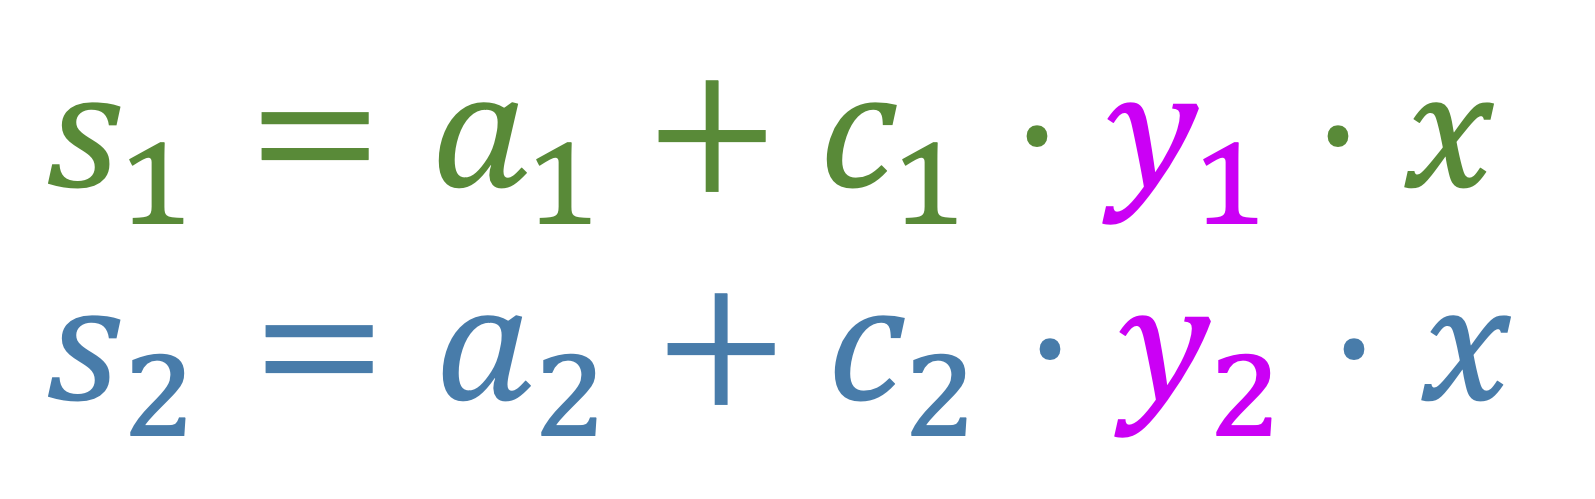 s₁ = a₁ + c₁ · y₁ · x
s₂ = a₂ + c₂ · y₂ · x